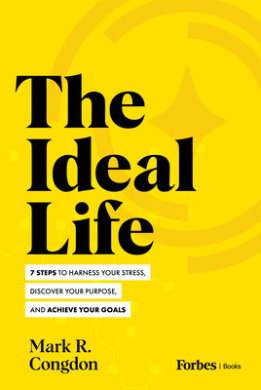 The
Ideal
Life
7 STEPS TO HARNESS YOUR STRESS,
DISCOVER YOUR PURPOSE,
AND ACHIEVE YOUR GOALS
Mark R.
Congdon
Forbes | Books